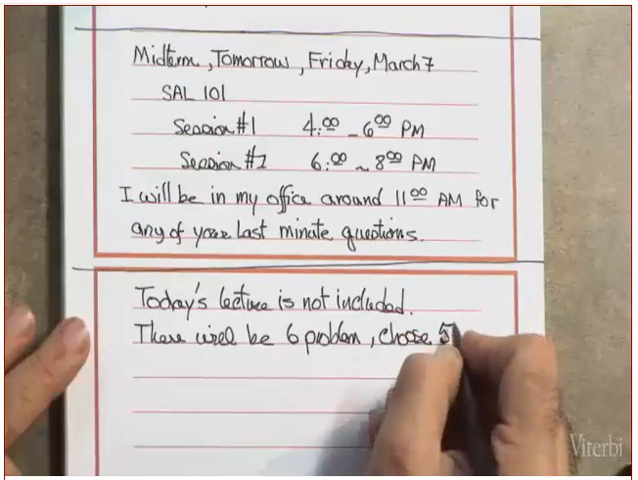 Midterm, Tomorrow, Friday, March 7
SAL 101
Session #1 4:00 - 6:00 PM
Session #2 6:00 ~ 8:00 PM
I will be in my office around 11:00 AM for
any of your last minute questions.
Today's lecture is not included.
There will be 6 problem, choose 5
Viterbi